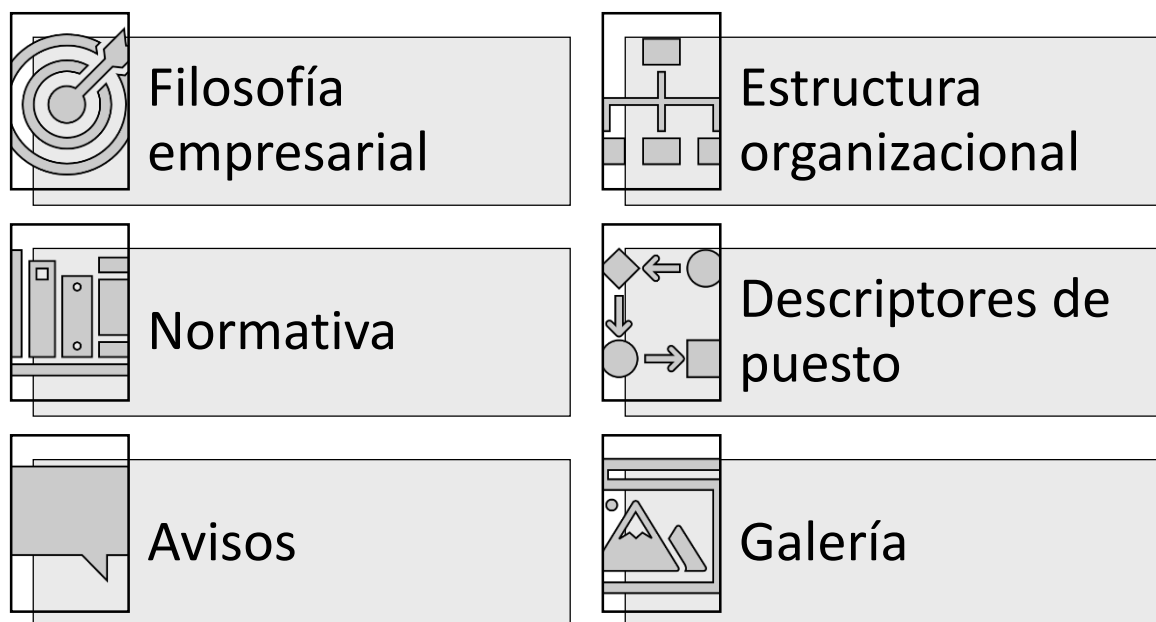 Filosofía
empresarial
Estructura
organizacional
Normativa
Descriptores de
puesto
Avisos
Galería